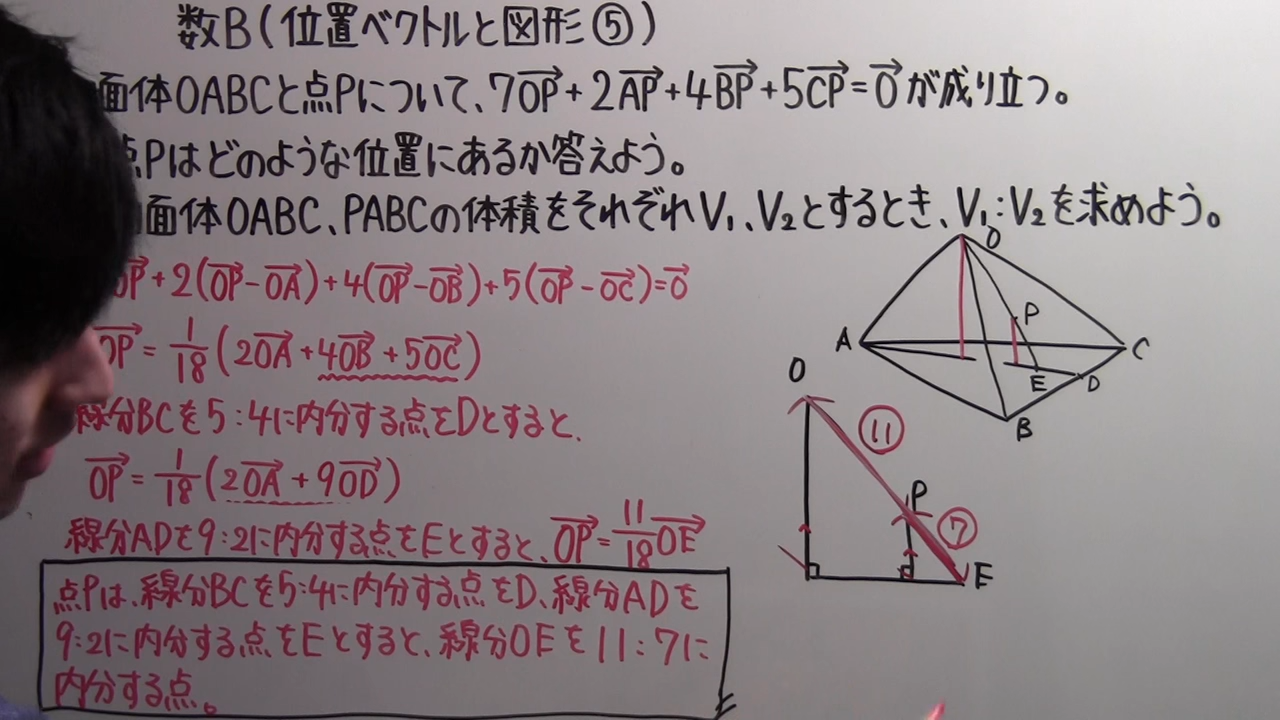 数B(位置ベクトルと図形⑤)
面体OABCと点Pについて、7OP→+2AP→+4BP→+5CP→=0→が成り立つ。
点Pはどのような位置にあるか答えよう。
面体OABC、PABCの体積をそれぞれV₁、V₂とするとき、V₁:V₂を求めよう。
OP→+2(OP→-OA→)+4(OP→-OB→)+5(OP→-OC→)=0→
OP→=1/18(2OA→+4OB→+5OC→)
線分BCを5:4に内分する点をDとすると、
OP→=1/18(2OA→+9OD→)
線分ADを9:2に内分する点をEとすると、OP→=11/18OE→
点Pは、線分BCを5:4に内分する点をD、線分ADを
9:2に内分する点をEとすると、線分OEを11:7に
内分する点。
O
P
A
C
E
D
B
O
⑪
P
⑦
E